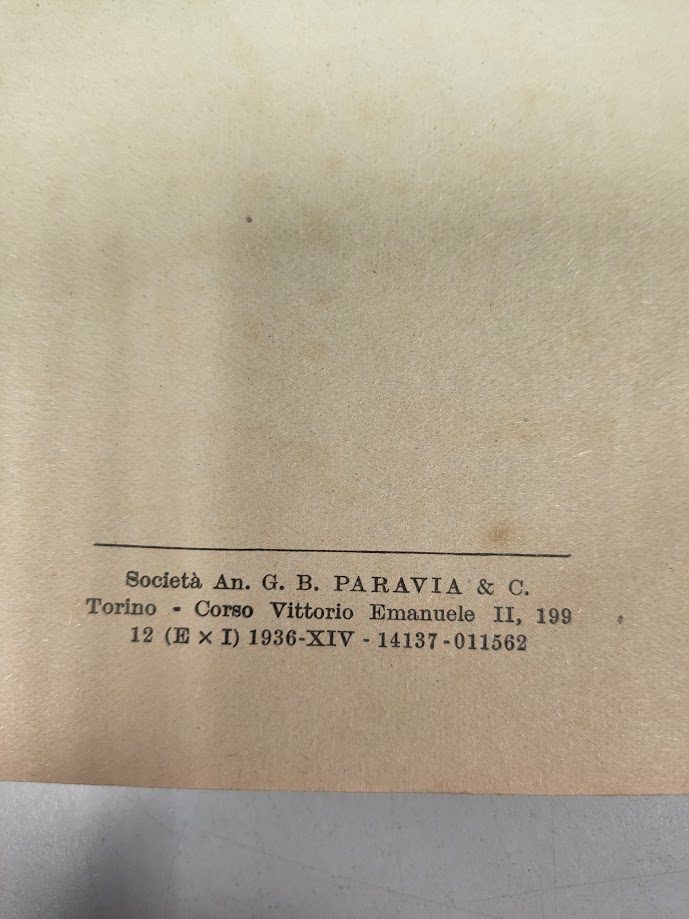 Società An. G. B. PARAVIA & C.
Torino - Corso Vittorio Emanuele II, 199
12 (E × I) 1936-XIV - 14137-011562